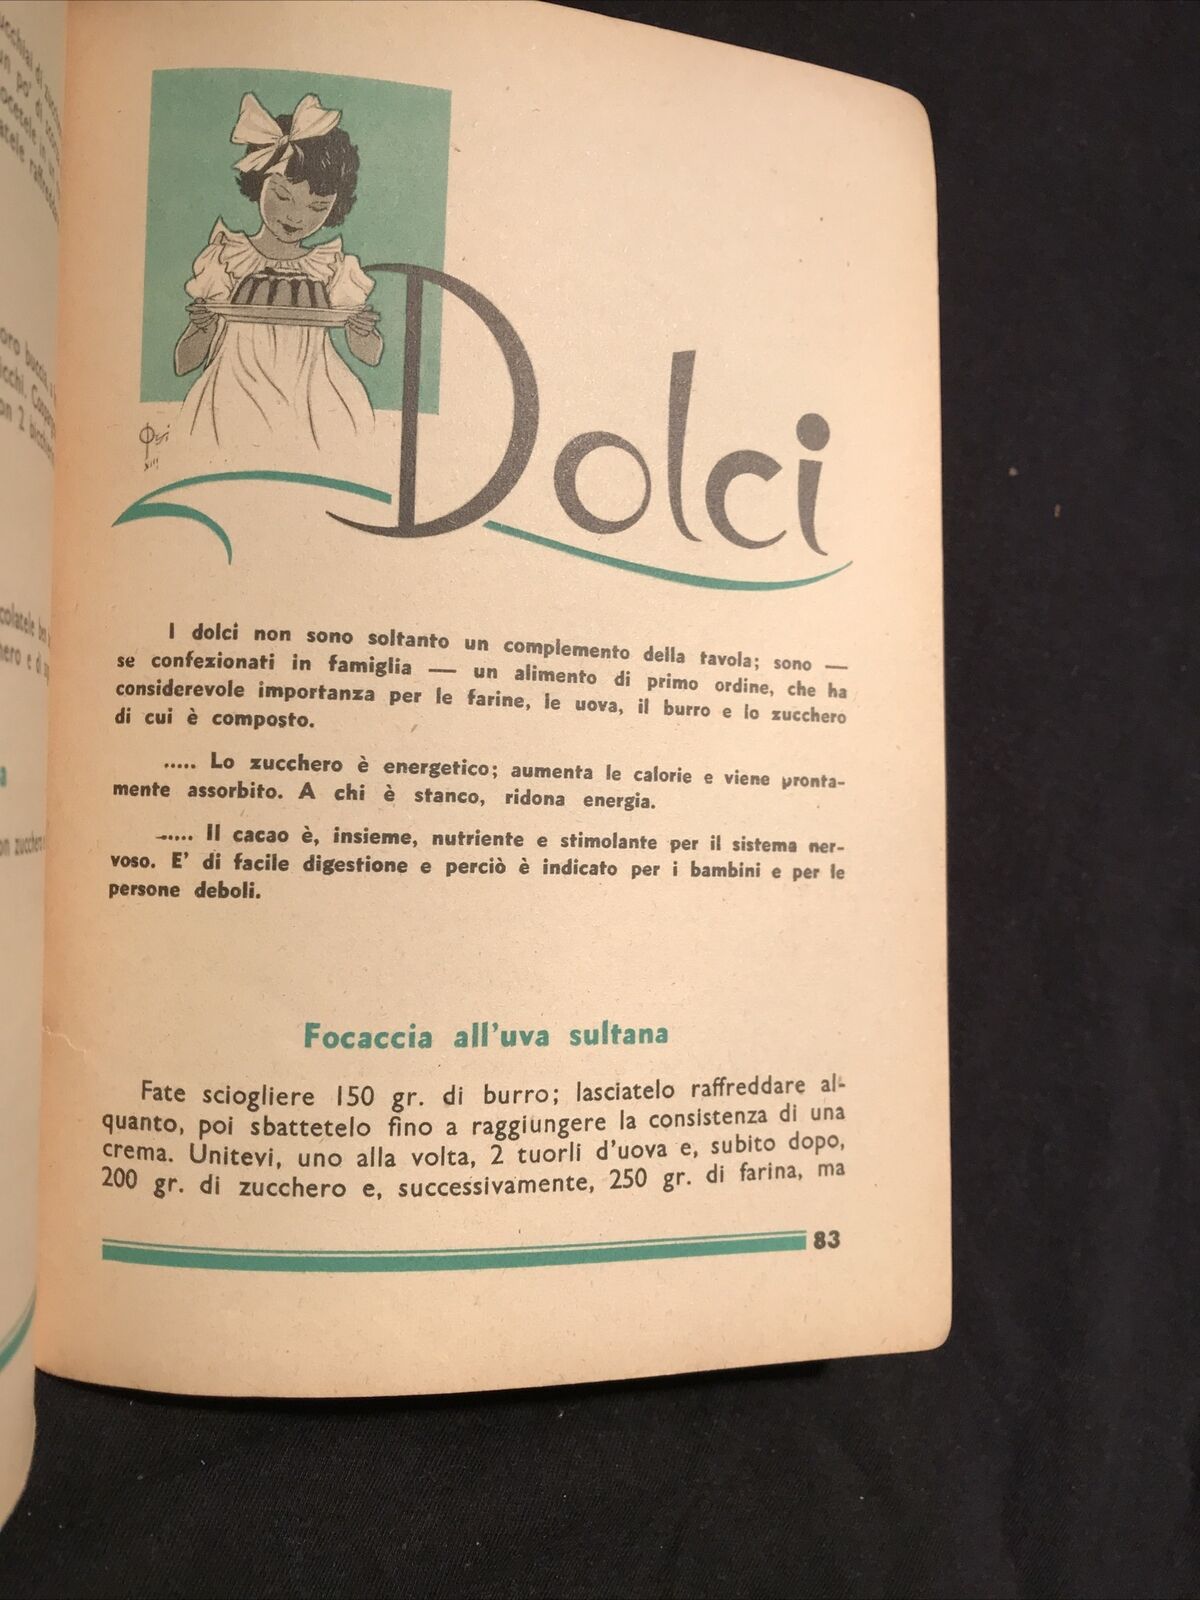 ucchiai di
un po' di
Dolci
I dolci non sono soltanto un complemento della tavola; sono —
se confezionati in famiglia — un alimento di primo ordine, che ha
considerevole importanza per le farine, le uova, il burro e lo zucchero
di cui è composto.
..... Lo zucchero è energetico; aumenta le calorie e viene pronta-
mente assorbito. A chi è stanco, ridona energia.
..... Il cacao è, insieme, nutriente e stimolante per il sistema ner-
voso. E' di facile digestione e perciò è indicato per i bambini e per le
persone deboli.
Focaccia all'uva sultana
Fate sciogliere 150 gr. di burro; lasciatelo raffreddare al-
quanto, poi sbattetelo fino a raggiungere la consistenza di una
crema. Unitevi, uno alla volta, 2 tuorli d'uova e, subito dopo,
200 gr. di zucchero e, successivamente, 250 gr. di farina, ma
83